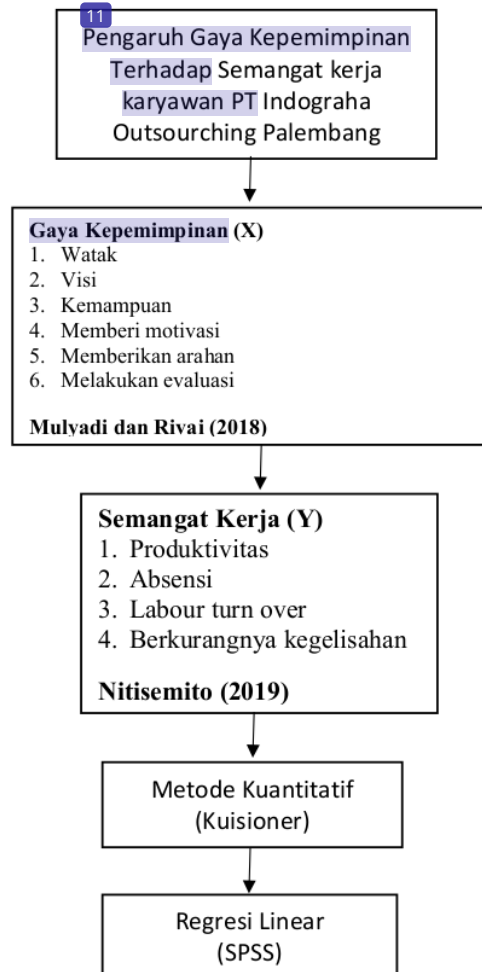 11
Pengaruh Gaya Kepemimpinan
Terhadap Semangat kerja
karyawan PT Indograha
Outsourching Palembang
Gaya Kepemimpinan (X)
1. Watak
2. Visi
3. Kemampuan
4. Memberi motivasi
5. Memberikan arahan
6. Melakukan evaluasi
Mulyadi dan Rivai (2018)
Semangat Kerja (Y)
1. Produktivitas
2. Absensi
3. Labour turn over
4. Berkurangnya kegelisahan
Nitisemito (2019)
Metode Kuantitatif
(Kuisioner)
Regresi Linear
(SPSS)